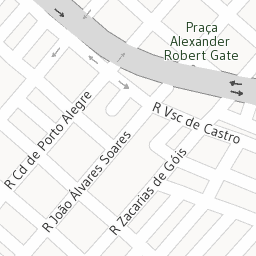 Praça
Alexander
Robert Gate
R Vsc de Castro
R Cd de Porto Alegre
R João Álvares Soares
R Zacarias de Góis